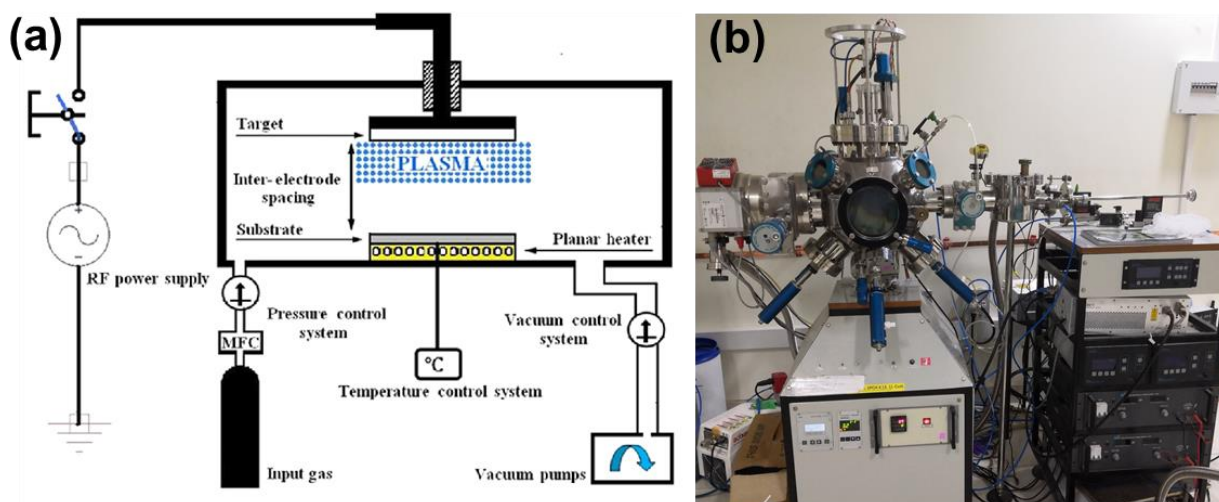 (a)
Target
PLASMA
Inter-electrode
spacing
Substrate
Planar heater
RF power supply
Pressure control
system
MFC
Vacuum control
system
°C
Temperature control system
Input gas
Vacuum pumps
(b)